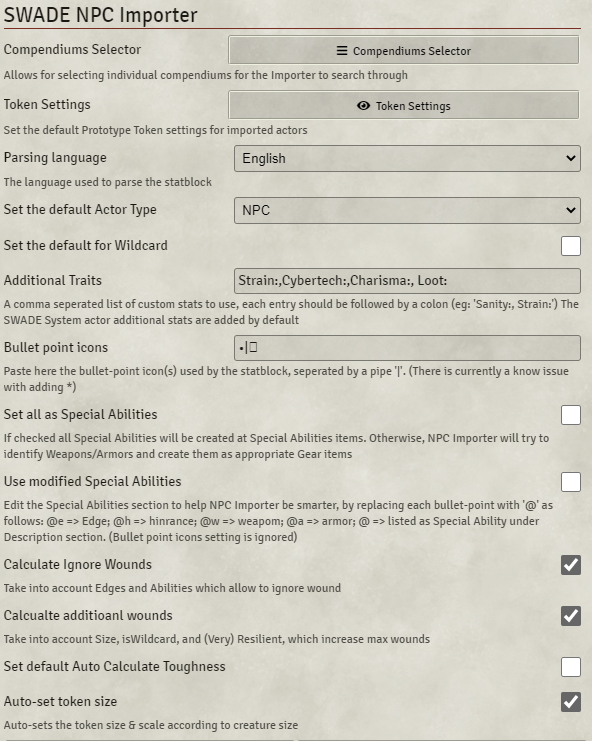 SWADE NPC Importer
Compendiums Selector
Compendiums Selector
Allows for selecting individual compendiums for the Importer to search through
Token Settings
Token Settings
Set the default Prototype Token settings for imported actors
Parsing language
English
The language used to parse the statblock
Set the default Actor Type
NPC
Set the default for Wildcard
Additional Traits
Strain:,Cybertech:,Charisma:, Loot:
A comma seperated list of custom stats to use, each entry should be followed by a colon (eg: 'Sanity:, Strain:') The
SWADE System actor additional stats are added by default
Bullet point icons
•|▯
Paste here the bullet-point icon(s) used by the statblock, seperated by a pipe '|'. (There is currently a know issue
with adding *)
Set all as Special Abilities
If checked all Special Abilities will be created at Special Abilities items. Otherwise, NPC Importer will try to
identify Weapons/Armors and create them as appropriate Gear items
Use modified Special Abilities
Edit the Special Abilities section to help NPC Importer be smarter, by replacing each bullet-point with '@' as
follows: @e => Edge; @h => hinrance; @w => weapom; @a => armor; @ => listed as Special Ability under
Description section. (Bullet point icons setting is ignored)
Calculate Ignore Wounds
Take into account Edges and Abilities which allow to ignore wound
Calcualte additioanl wounds
Take into account Size, isWildcard, and (Very) Resilient, which increase max wounds
Set default Auto Calculate Toughness
Auto-set token size
Auto-sets the token size & scale according to creature size